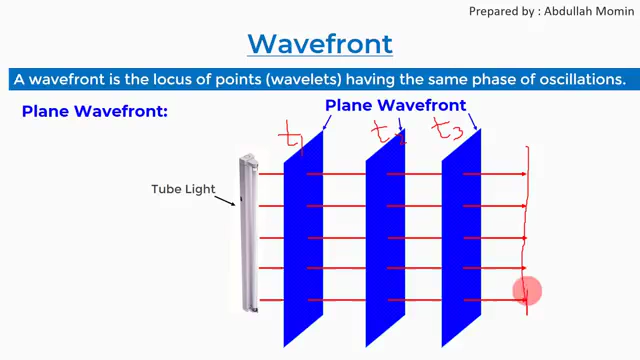 Prepared by : Abdullah Momin
Wavefront
A wavefront is the locus of points (wavelets) having the same phase of oscillations.
Plane Wavefront:
Plane Wavefront
t1 t2 t3
Tube Light